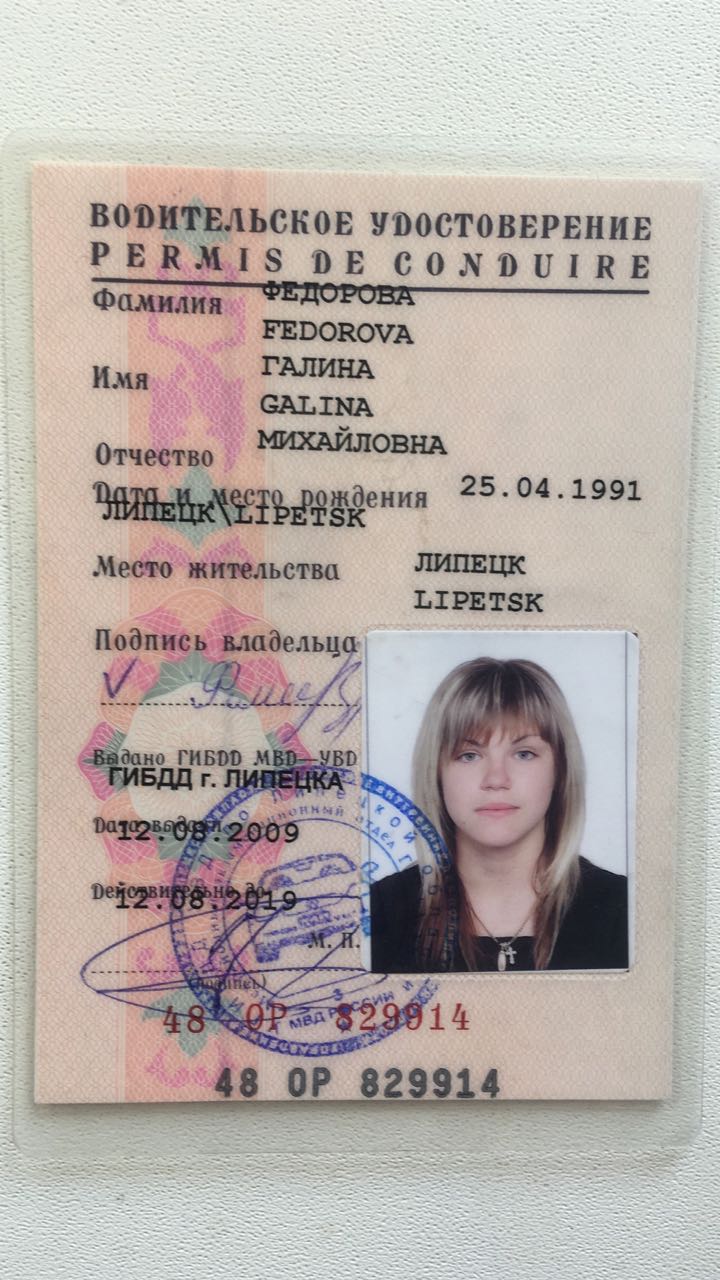 ВОДИТЕЛЬСКОЕ УДОСТОВЕРЕНИЕ
PERMIS DE CONDUIRE
Фамилия ФЕДОРОВА
FEDOROVA
Имя ГАЛИНА
GALINA
Отчество МИХАЙЛОВНА
Дата и место рождения 25.04.1991
ЛИПЕЦК\LIPETSK
Место жительства ЛИПЕЦК
LIPETSK
Подпись владельца
Выдано ГИБДД МВД—УВД
ГИБДД г. ЛИПЕЦКА
Дата выдачи
12.08.2009
Действительно до
12.08.2019
М. П.
(подпись)
МВД РОССИИ
48 ОР 829914
48 ОР 829914